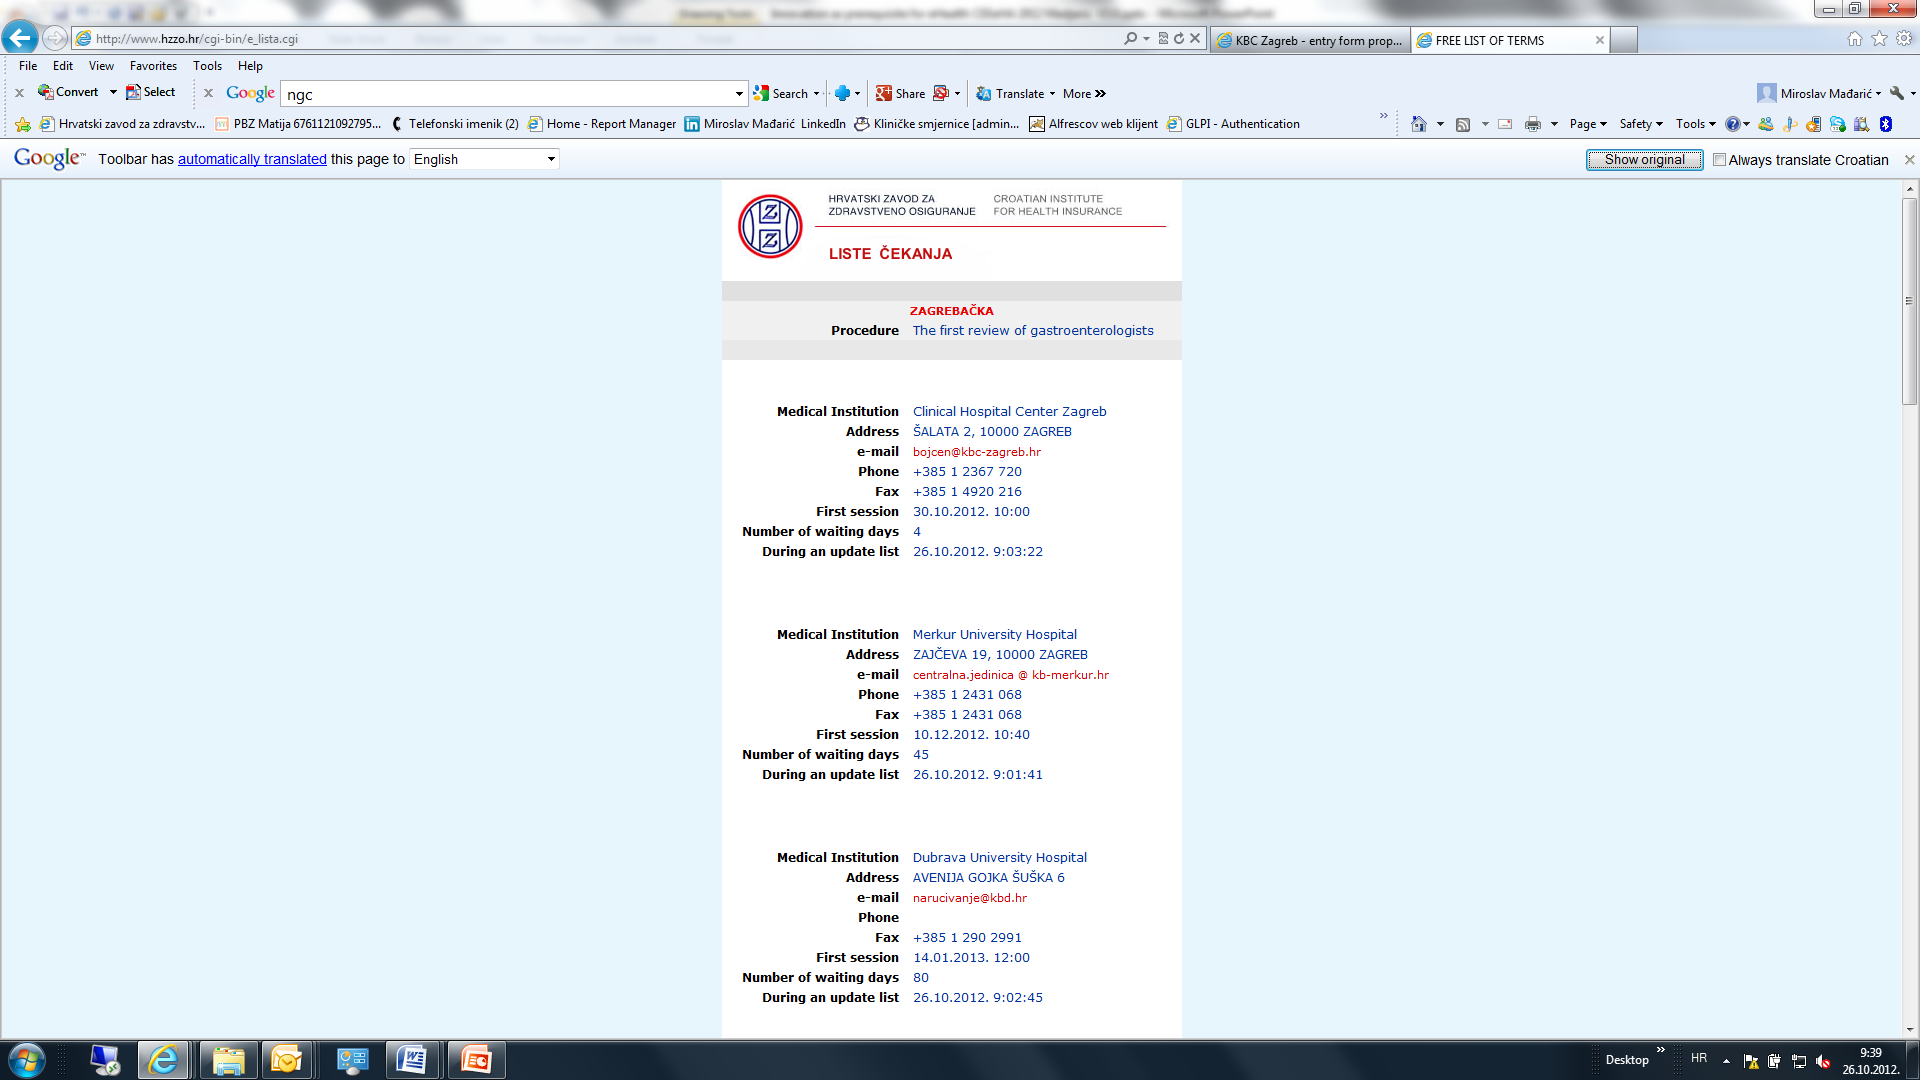 http://www.hzzo.hr/cgi-bin/e_lista.cgi
KBC Zagreb - entry form prop...
FREE LIST OF TERMS
File Edit View Favorites Tools Help
Convert Select
Google ngc Search Share Translate More »
Miroslav Mađarić
Hrvatski zavod za zdravstv... PBZ Matija 6761121092795... Telefonski imenik (2) Home - Report Manager Miroslav Mađarić LinkedIn Kliničke smjernice [admin... Alfrescov web klijent GLPI - Authentication
Page Safety Tools
Google™ Toolbar has automatically translated this page to English Show original Always translate Croatian
HRVATSKI ZAVOD ZA
ZDRAVSTVENO OSIGURANJE
CROATIAN INSTITUTE
FOR HEALTH INSURANCE
LISTE ČEKANJA
ZAGREBAČKA
Procedure The first review of gastroenterologists
Medical Institution Clinical Hospital Center Zagreb
Address ŠALATA 2, 10000 ZAGREB
e-mail bojcen@kbc-zagreb.hr
Phone +385 1 2367 720
Fax +385 1 4920 216
First session 30.10.2012. 10:00
Number of waiting days 4
During an update list 26.10.2012. 9:03:22
Medical Institution Merkur University Hospital
Address ZAJČEVA 19, 10000 ZAGREB
e-mail centralna.jedinica @ kb-merkur.hr
Phone +385 1 2431 068
Fax +385 1 2431 068
First session 10.12.2012. 10:40
Number of waiting days 45
During an update list 26.10.2012. 9:01:41
Medical Institution Dubrava University Hospital
Address AVENIJA GOJKA ŠUŠKA 6
e-mail narucivanje@kbd.hr
Phone
Fax +385 1 290 2991
First session 14.01.2013. 12:00
Number of waiting days 80
During an update list 26.10.2012. 9:02:45
Desktop » HR 9:39
26.10.2012.